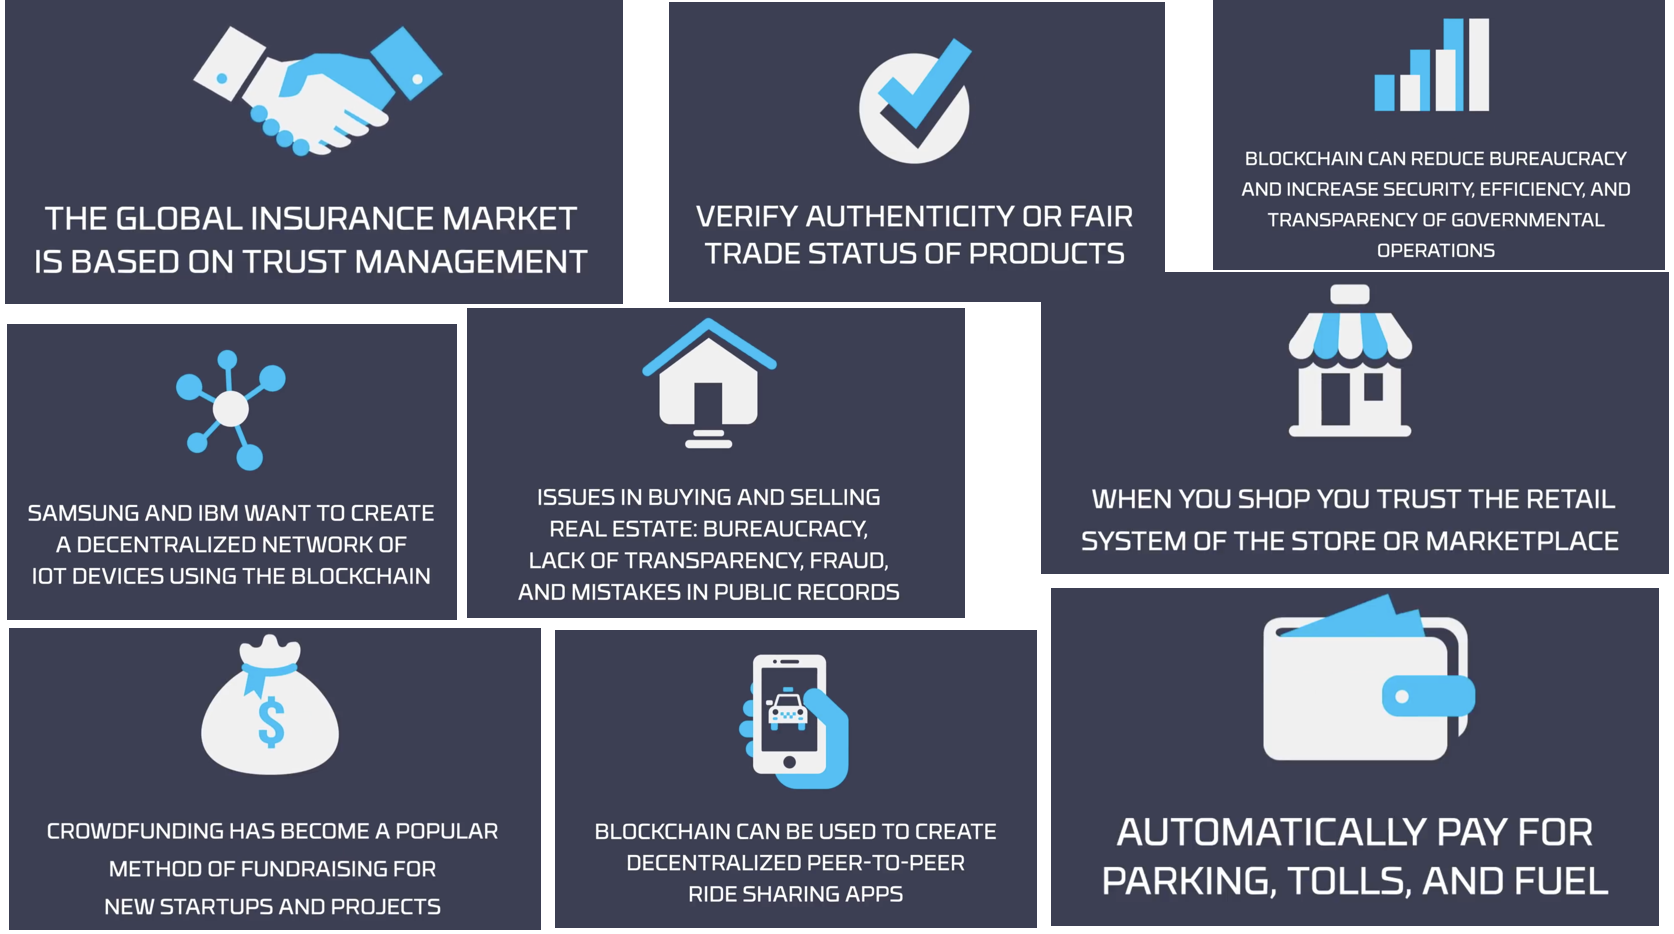 THE GLOBAL INSURANCE MARKET
IS BASED ON TRUST MANAGEMENT
VERIFY AUTHENTICITY OR FAIR
TRADE STATUS OF PRODUCTS
BLOCKCHAIN CAN REDUCE BUREAUCRACY
AND INCREASE SECURITY, EFFICIENCY, AND
TRANSPARENCY OF GOVERNMENTAL
OPERATIONS
SAMSUNG AND IBM WANT TO CREATE
A DECENTRALIZED NETWORK OF
IOT DEVICES USING THE BLOCKCHAIN
ISSUES IN BUYING AND SELLING
REAL ESTATE: BUREAUCRACY,
LACK OF TRANSPARENCY, FRAUD,
AND MISTAKES IN PUBLIC RECORDS
WHEN YOU SHOP YOU TRUST THE RETAIL
SYSTEM OF THE STORE OR MARKETPLACE
$
CROWDFUNDING HAS BECOME A POPULAR
METHOD OF FUNDRAISING FOR
NEW STARTUPS AND PROJECTS
BLOCKCHAIN CAN BE USED TO CREATE
DECENTRALIZED PEER-TO-PEER
RIDE SHARING APPS
AUTOMATICALLY PAY FOR
PARKING, TOLLS, AND FUEL